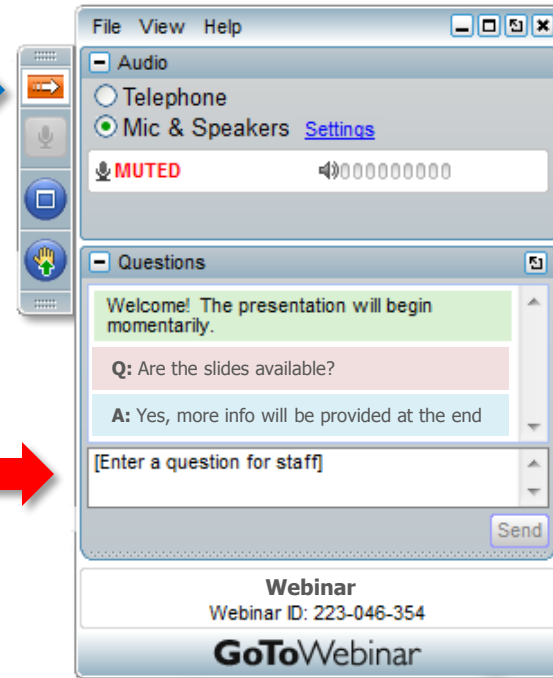 File View Help
Audio
Telephone
Mic & Speakers Settings
MUTED 000000000
Questions
Welcome! The presentation will begin
momentarily.
Q: Are the slides available?
A: Yes, more info will be provided at the end
[Enter a question for staff]
Send
Webinar
Webinar ID: 223-046-354
GoToWebinar